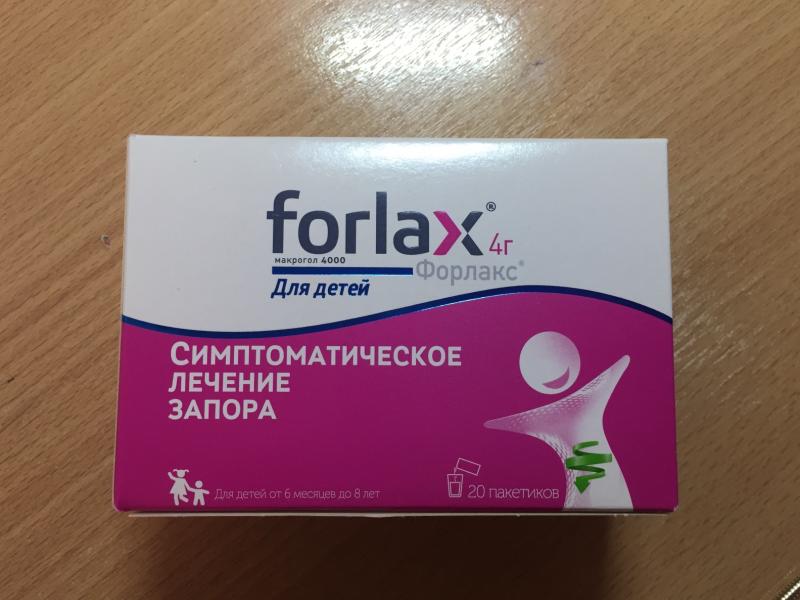 forlax® 4г
макрогол 4000
Форлакс®
Для детей
Симптоматическое
лечение
запора
Для детей от 6 месяцев до 8 лет
20 пакетиков